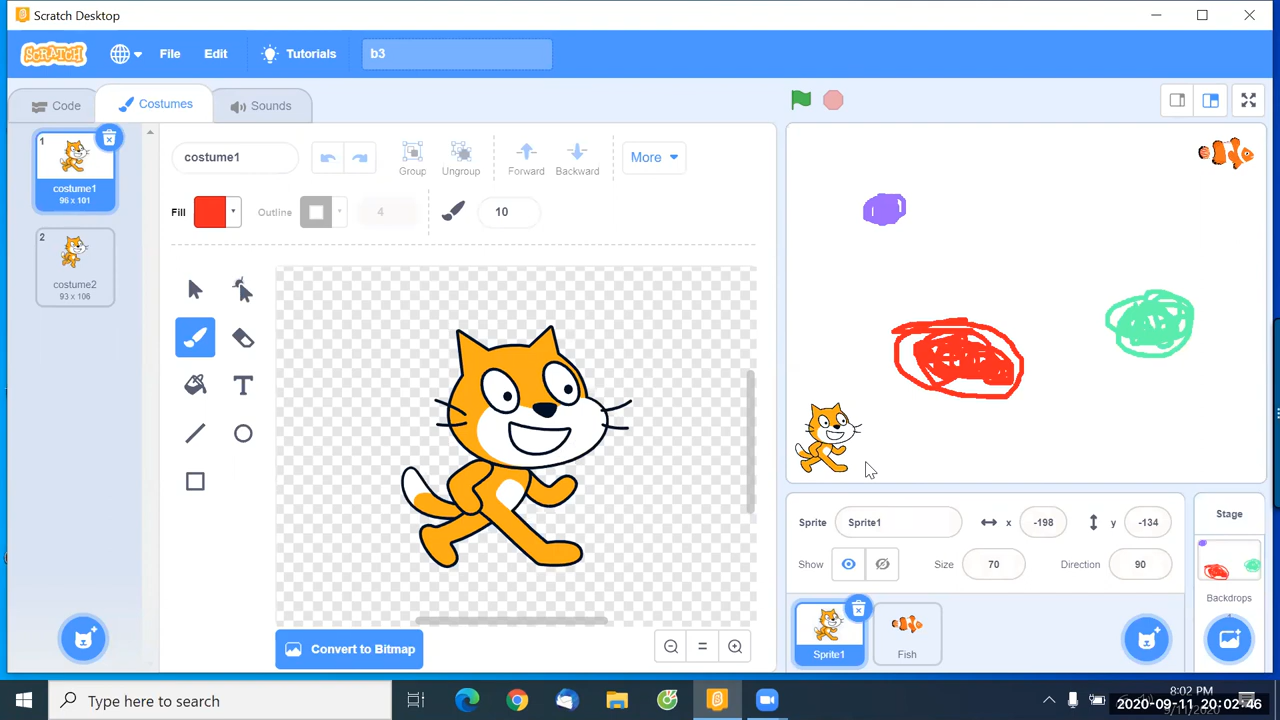 Scratch Desktop
SCRATCH
File
Edit
Tutorials
b3
Code
Costumes
Sounds
1
costume1
96 x 101
2
costume2
93 x 106
costume1
Group
Ungroup
Forward
Backward
More
Fill
Outline
4
10
T
Convert to Bitmap
Sprite
Sprite1
x
-198
y
-134
Show
Size
70
Direction
90
Sprite1
Fish
Stage
Backdrops
Type here to search
8:02 PM
2020-09-11 20:02:46